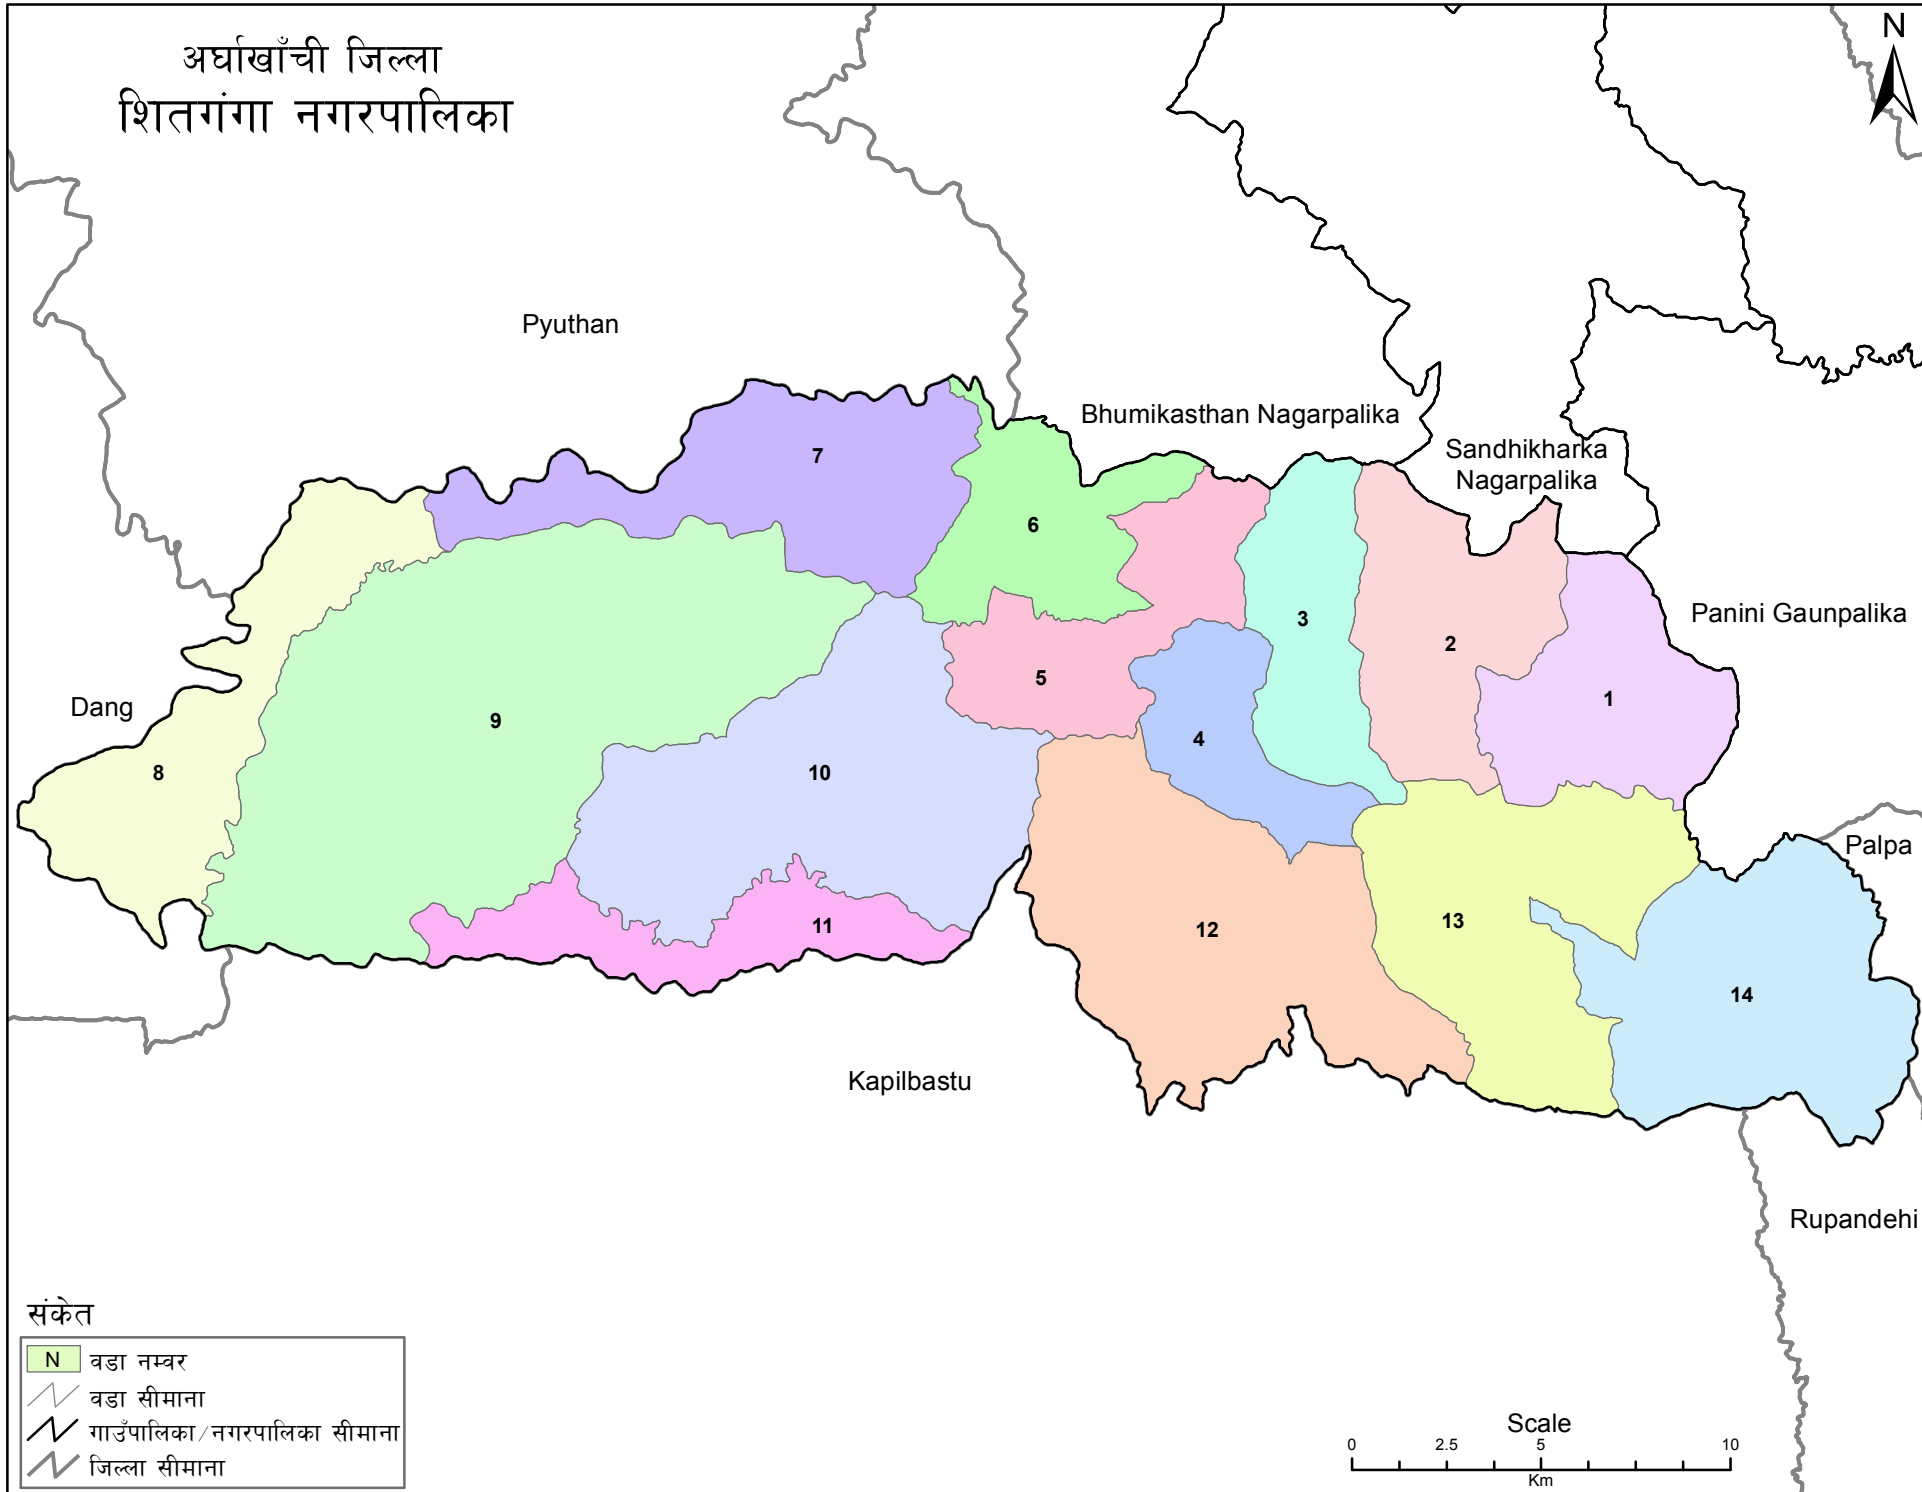 अर्घाखाँची जिल्ला
शितगंगा नगरपालिका
N
Pyuthan
Bhumikasthan Nagarpalika
Sandhikharka
Nagarpalika
7
6
3
2
Panini Gaunpalika
5
1
Dang
9
4
8
10
Palpa
11
12
13
14
Kapilbastu
Rupandehi
संकेत
N वडा नम्वर
वडा सीमाना
गाउँपालिका/नगरपालिका सीमाना
जिल्ला सीमाना
Scale
0 2.5 5 10
Km